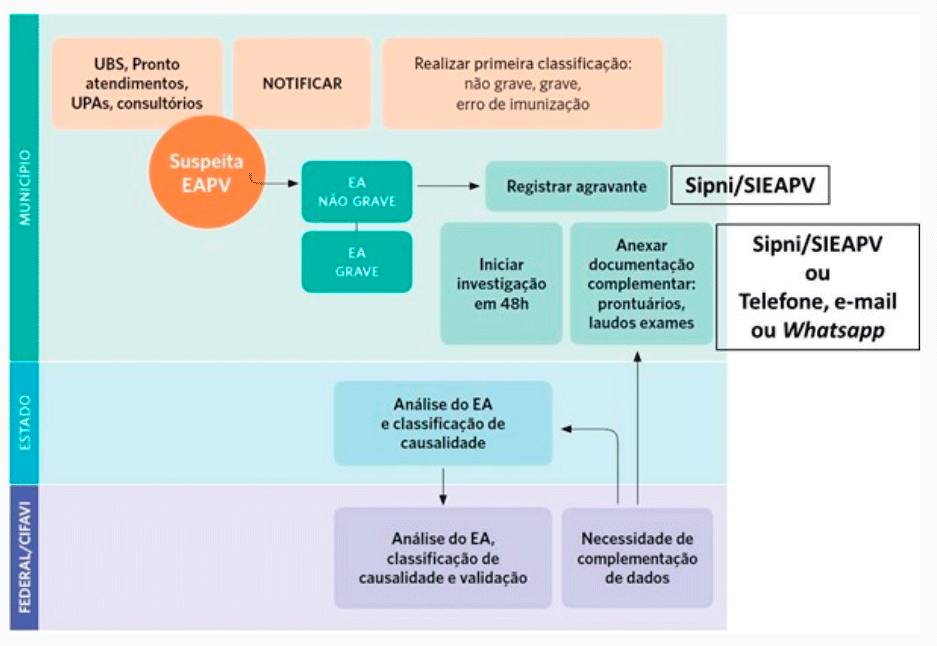 MUNICÍPIO
UBS, Pronto
atendimentos,
UPAs, consultórios
NOTIFICAR
Realizar primeira classificação:
não grave, grave,
erro de imunização
Suspeita
EAPV
EA
NÃO GRAVE
Registrar agravante
Sipni/SIEAPV
EA
GRAVE
Iniciar
investigação
em 48h
Anexar
documentação
complementar:
prontuários,
laudos exames
Sipni/SIEAPV
ou
Telefone, e-mail
ou Whatsapp
ESTADO
Análise do EA
e classificação de
causalidade
FEDERAL/CIFAVI
Análise do EA,
classificação de
causalidade e validação
Necessidade de
complementação
de dados